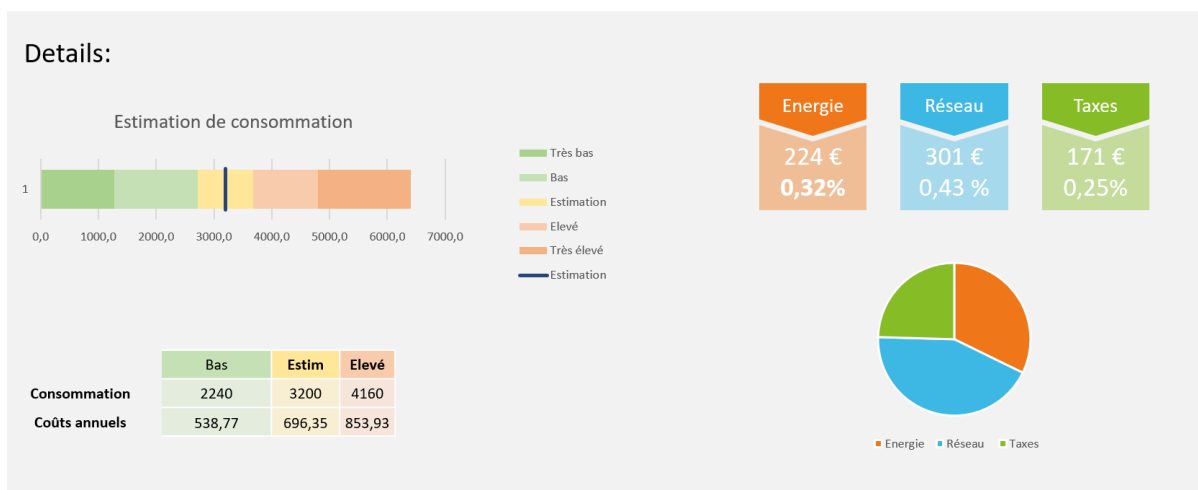 Details:
Estimation de consommation
1
0,0 1000,0 2000,0 3000,0 4000,0 5000,0 6000,0 7000,0
Très bas
Bas
Estimation
Elevé
Très élevé
Estimation
Energie Réseau Taxes
224 € 301 € 171 €
0,32% 0,43 % 0,25%
Bas Estim Elevé
Consommation 2240 3200 4160
Coûts annuels 538,77 696,35 853,93
Energie Réseau Taxes